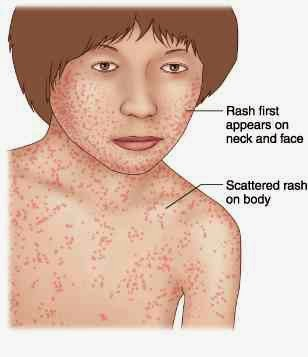 Rash first
appears on
neck and face
Scattered rash
on body